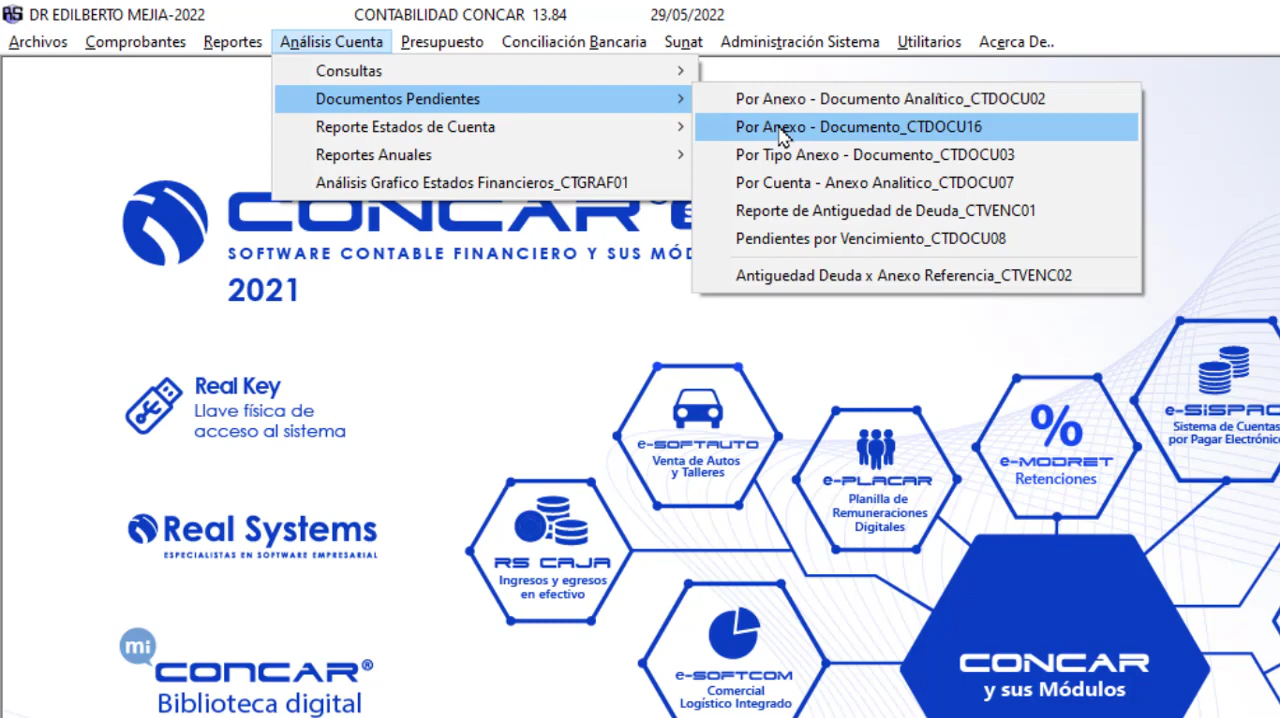 DR EDILBERTO MEJIA-2022 CONTABILIDAD CONCAR 13.84 29/05/2022
Archivos Comprobantes Reportes Análisis Cuenta Presupuesto Conciliación Bancaria Sunat Administración Sistema Utilitarios Acerca De..
Consultas
Documentos Pendientes
Reporte Estados de Cuenta
Reportes Anuales
Análisis Grafico Estados Financieros_CTGRAF01
Por Anexo - Documento Analítico_CTDOCU02
Por Anexo - Documento_CTDOCU16
Por Tipo Anexo - Documento_CTDOCU03
Por Cuenta - Anexo Analitico_CTDOCU07
Reporte de Antiguedad de Deuda_CTVENC01
Pendientes por Vencimiento_CTDOCU08
Antiguedad Deuda x Anexo Referencia_CTVENC02
CONCAR
SOFTWARE CONTABLE FINANCIERO Y SUS MÓD
2021
Real Key
Llave física de
acceso al sistema
Real Systems
ESPECIALISTAS EN SOFTWARE EMPRESARIAL
mi
CONCAR®
Biblioteca digital
e-SOFTAUTO
Venta de Autos
y Talleres
e-PLACAR
Planilla de
Remuneraciones
Digitales
%
e-MODRET
Retenciones
e-SISPAC
Sistema de Cuentas
por Pagar Electrónic
RS CAJA
Ingresos y egresos
en efectivo
e-SOFTCOM
Comercial
Logístico Integrado
CONCAR
y sus Módulos